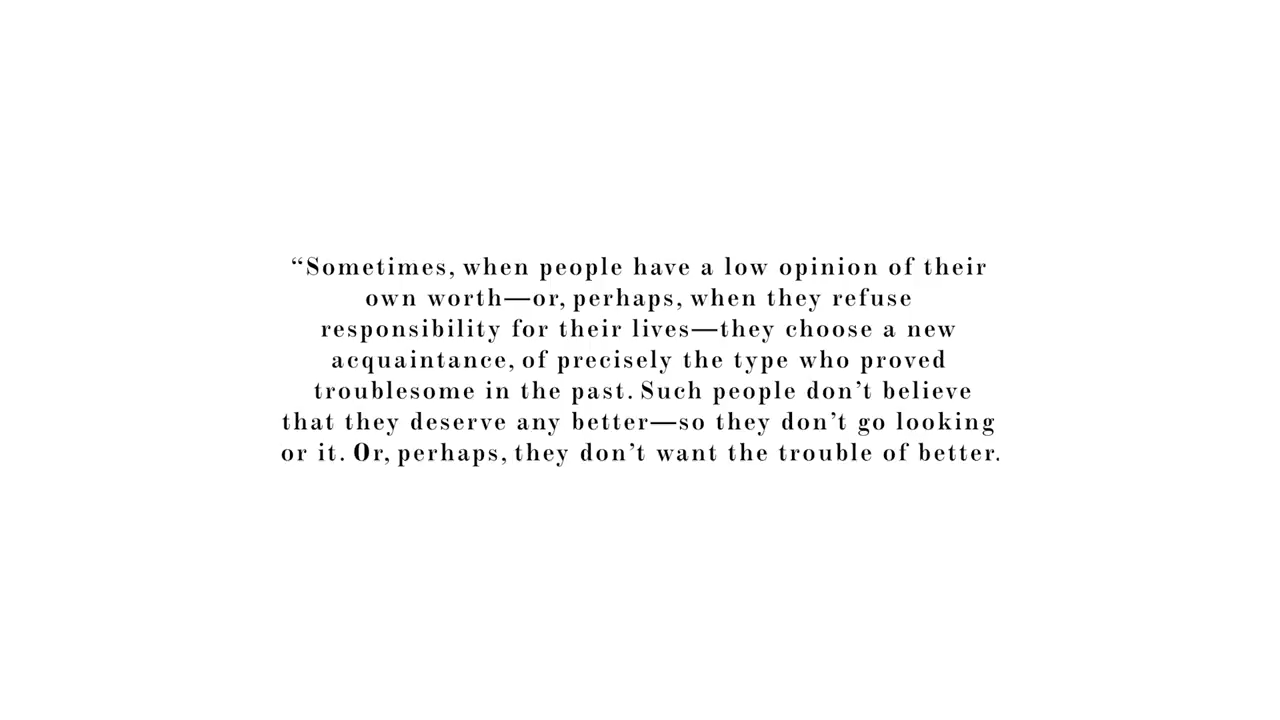 “Sometimes, when people have a low opinion of their
own worth—or, perhaps, when they refuse
responsibility for their lives—they choose a new
acquaintance, of precisely the type who proved
troublesome in the past. Such people don’t believe
that they deserve any better—so they don’t go looking
or it. Or, perhaps, they don’t want the trouble of better.